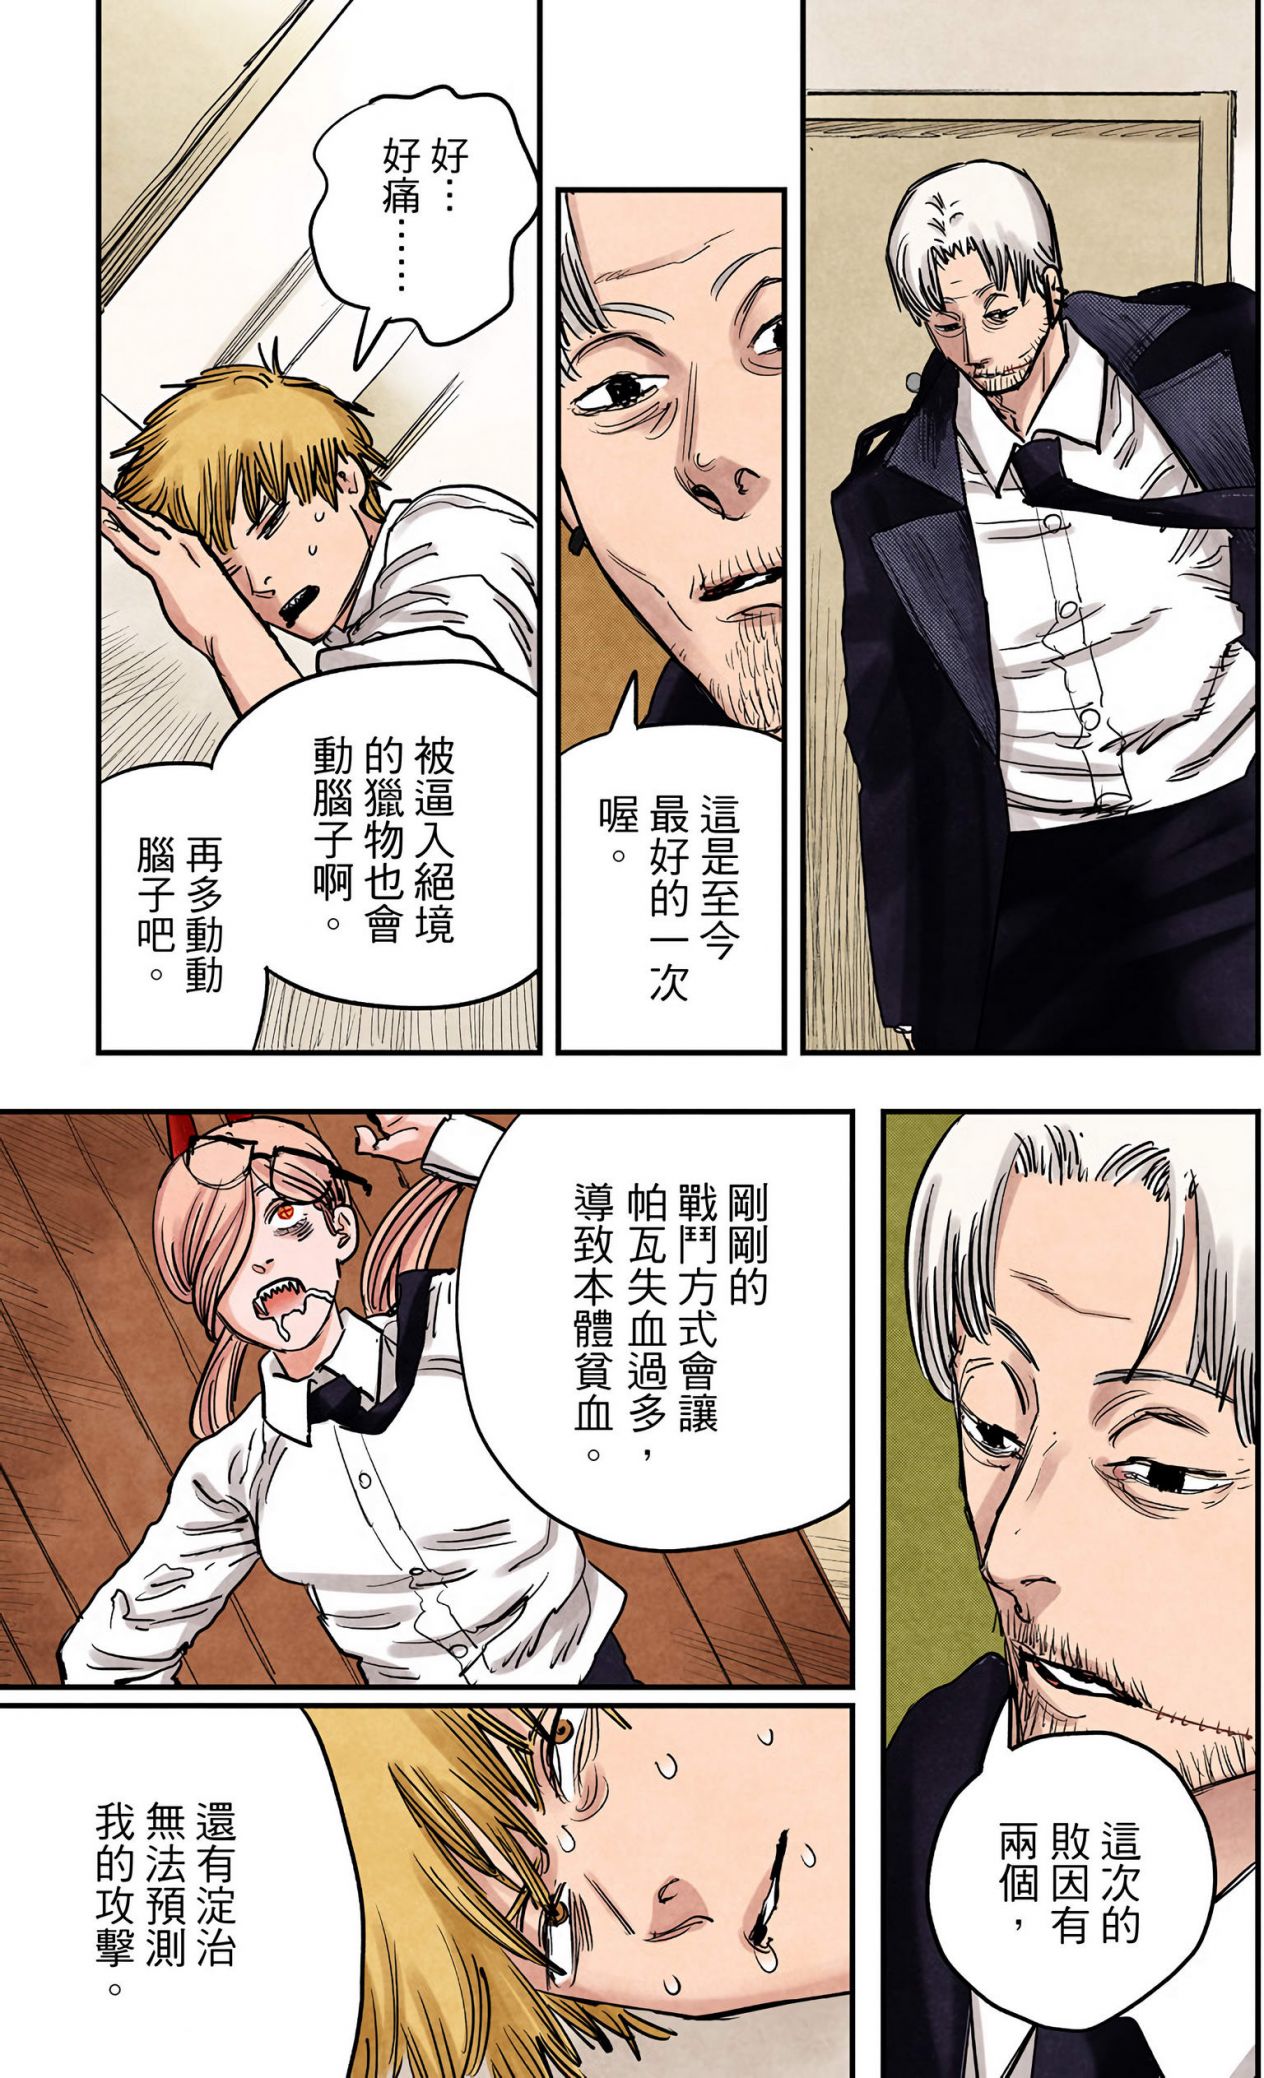 這是至今
最好的一次
喔。
好…
好痛……
被逼入絕境
的獵物也會
動腦子啊。
再多動動
腦子吧。
這次的
敗因有
兩個，
剛剛的
戰鬥方式會讓
帕瓦失血過多，
導致本體貧血。
還有淀治
無法預測
我的攻擊。